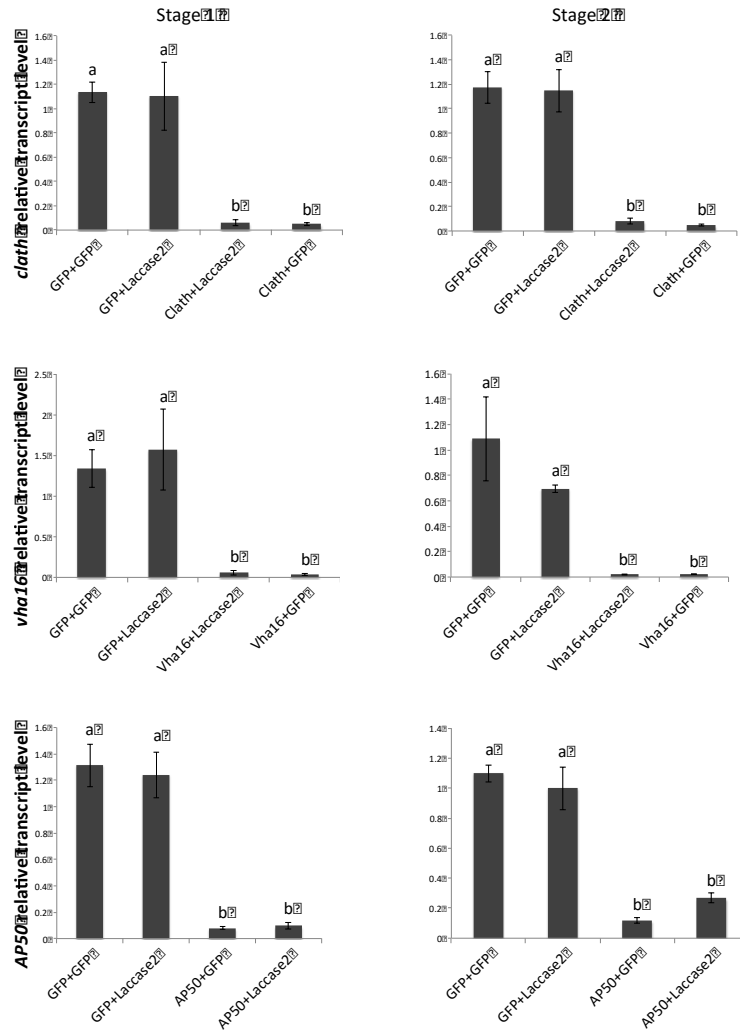 Stage 1
Stage 2
clath relative transcript level
1.6
1.4
1.2
1
0.8
0.6
0.4
0.2
0
a
a
b
b
GFP+GFP
GFP+Laccase2
Clath+Laccase2
Clath+GFP
1.6
1.4
1.2
1
0.8
0.6
0.4
0.2
0
a
a
b
b
GFP+GFP
GFP+Laccase2
Clath+Laccase2
Clath+GFP
vha16 relative transcript level
2.5
2
1.5
1
0.5
0
a
a
b
b
GFP+GFP
GFP+Laccase2
Vha16+Laccase2
Vha16+GFP
1.6
1.4
1.2
1
0.8
0.6
0.4
0.2
0
a
a
b
b
GFP+GFP
GFP+Laccase2
Vha16+Laccase2
Vha16+GFP
AP50 relative transcript level
1.6
1.4
1.2
1
0.8
0.6
0.4
0.2
0
a
a
b
b
GFP+GFP
GFP+Laccase2
AP50+GFP
AP50+Laccase2
1.4
1.2
1
0.8
0.6
0.4
0.2
0
a
a
b
b
GFP+GFP
GFP+Laccase2
AP50+GFP
AP50+Laccase2